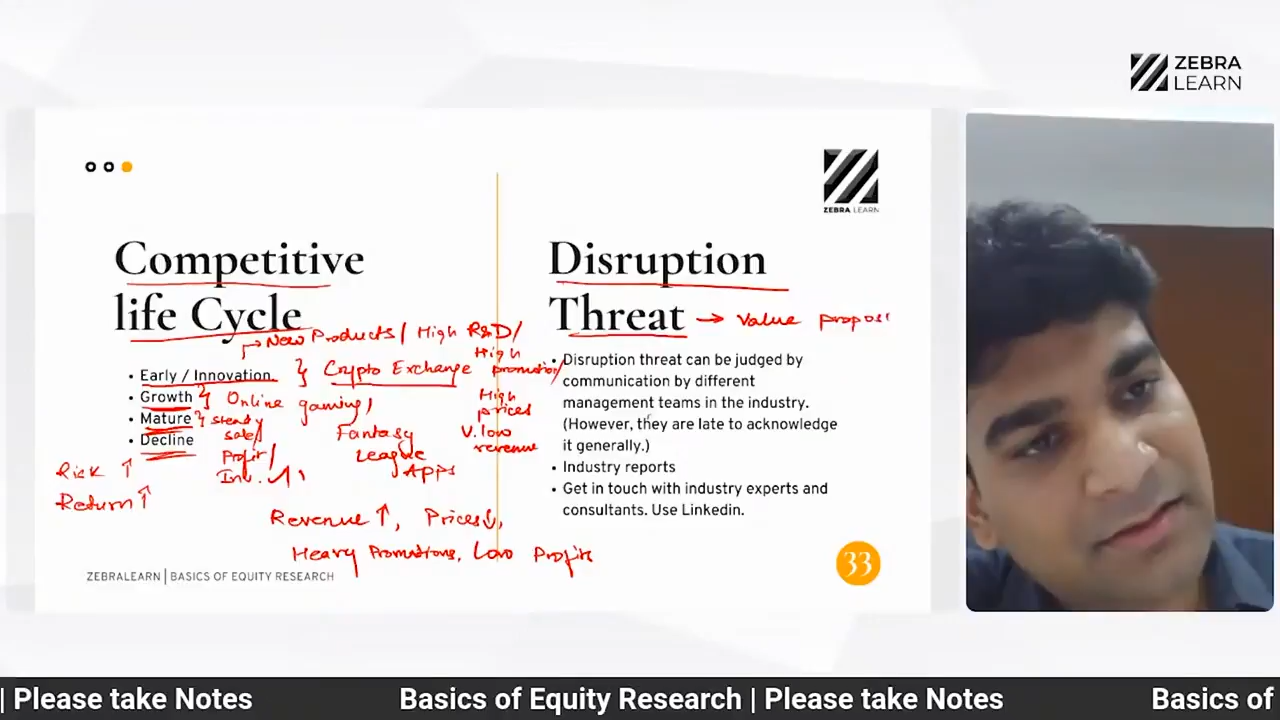 ZEBRA
LEARN
ZEBRA LEARN
Competitive
life Cycle
→ New Products / High R&D /
High
promotion /
• Early / Innovation } Crypto Exchange
• Growth } Online gaming,
High
prices
• Mature } steady
sale /
Fantasy
V. low
revenue
• Decline
Profit /
League
Apps
Risk ↑
Inv.
Return ↑
Revenue ↑, Prices ↓,
Heavy Promotions, Low Profits
ZEBRALEARN | BASICS OF EQUITY RESEARCH
Disruption
Threat → Value propos
• Disruption threat can be judged by
communication by different
management teams in the industry.
(However, they are late to acknowledge
it generally.)
• Industry reports
• Get in touch with industry experts and
consultants. Use Linkedin.
33
| Please take Notes Basics of Equity Research | Please take Notes Basics of